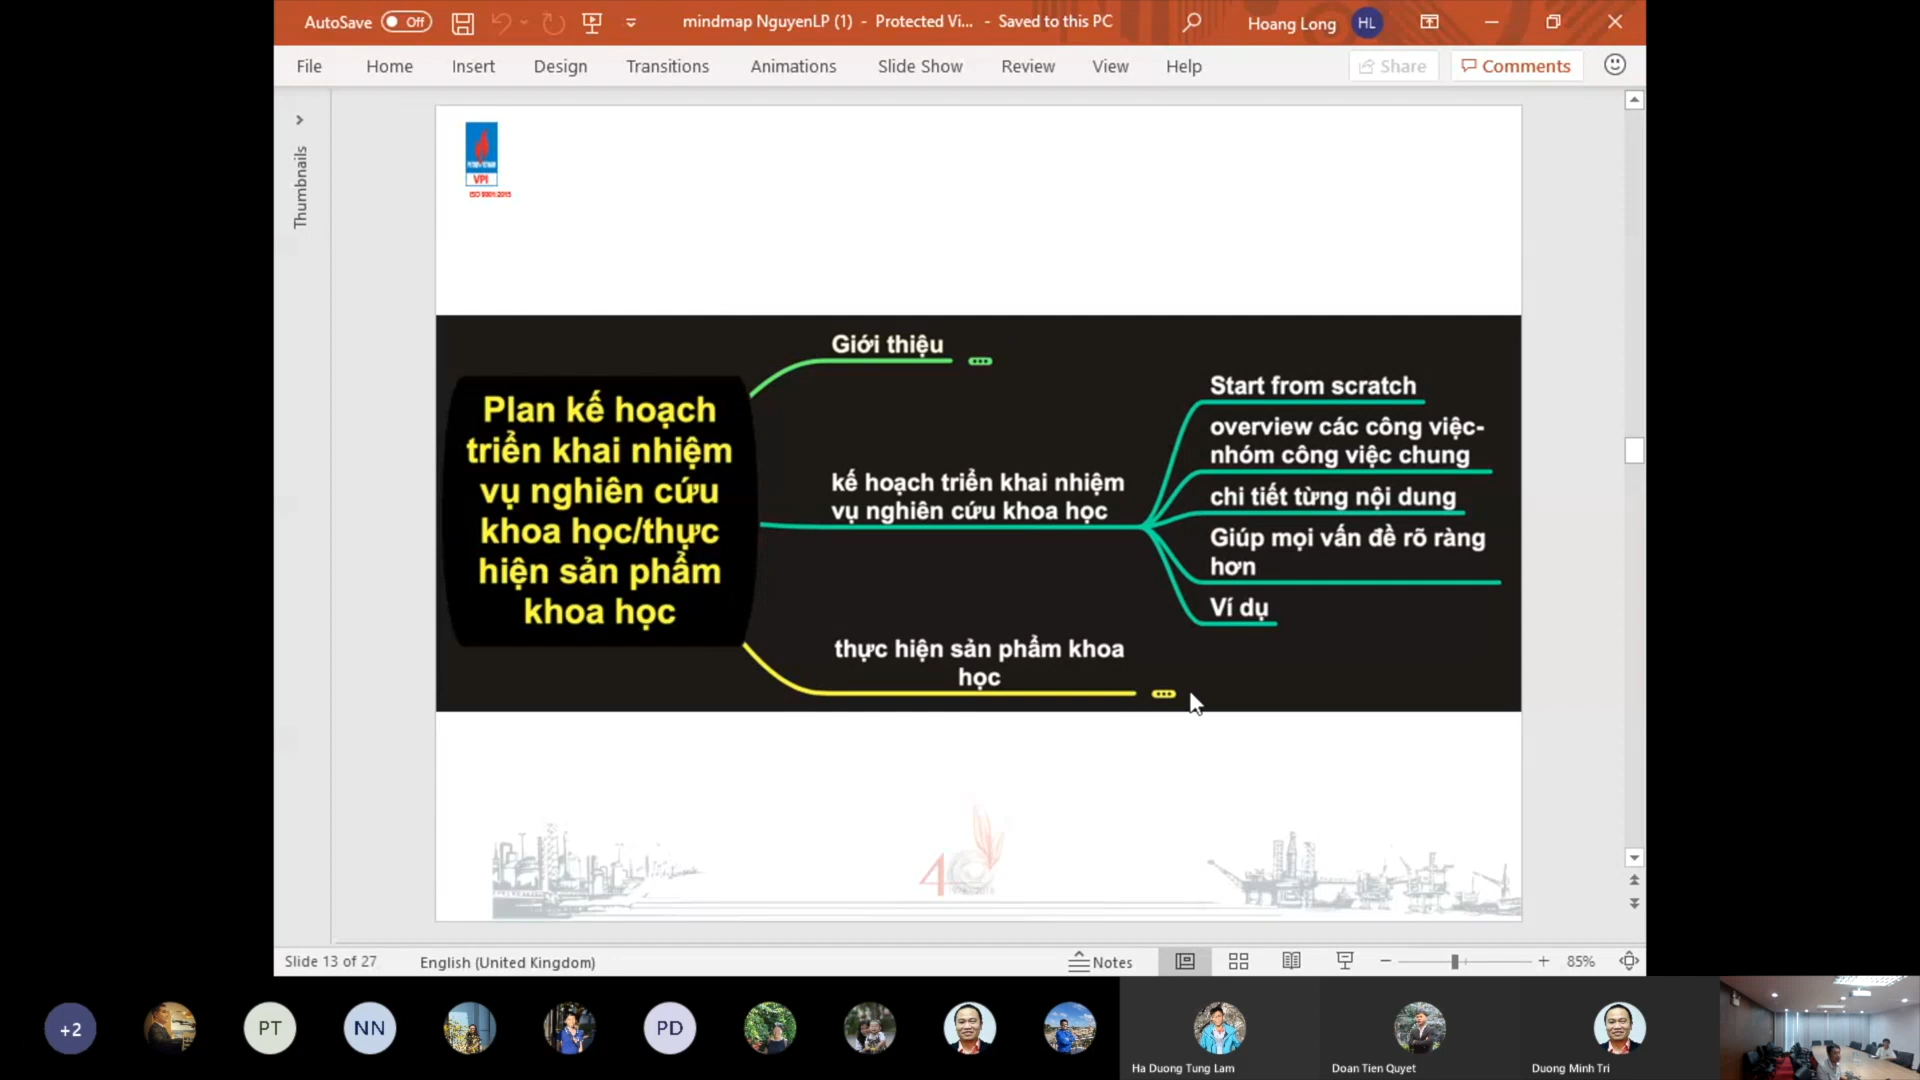 AutoSave Off
mindmap NguyenLP (1) - Protected Vi... - Saved to this PC
Hoang Long HL
File Home Insert Design Transitions Animations Slide Show Review View Help
Share Comments
Thumbnails
VPI
ISO 9001:2015
Plan kế hoạch
triển khai nhiệm
vụ nghiên cứu
khoa học/thực
hiện sản phẩm
khoa học
Giới thiệu
kế hoạch triển khai nhiệm
vụ nghiên cứu khoa học
Start from scratch
overview các công việc-
nhóm công việc chung
chi tiết từng nội dung
Giúp mọi vấn đề rõ ràng
hơn
Ví dụ
thực hiện sản phẩm khoa
học
40
Slide 13 of 27
English (United Kingdom)
Notes
85%
+2
PT
NN
PD
Ha Duong Tung Lam
Doan Tien Quyet
Duong Minh Tri